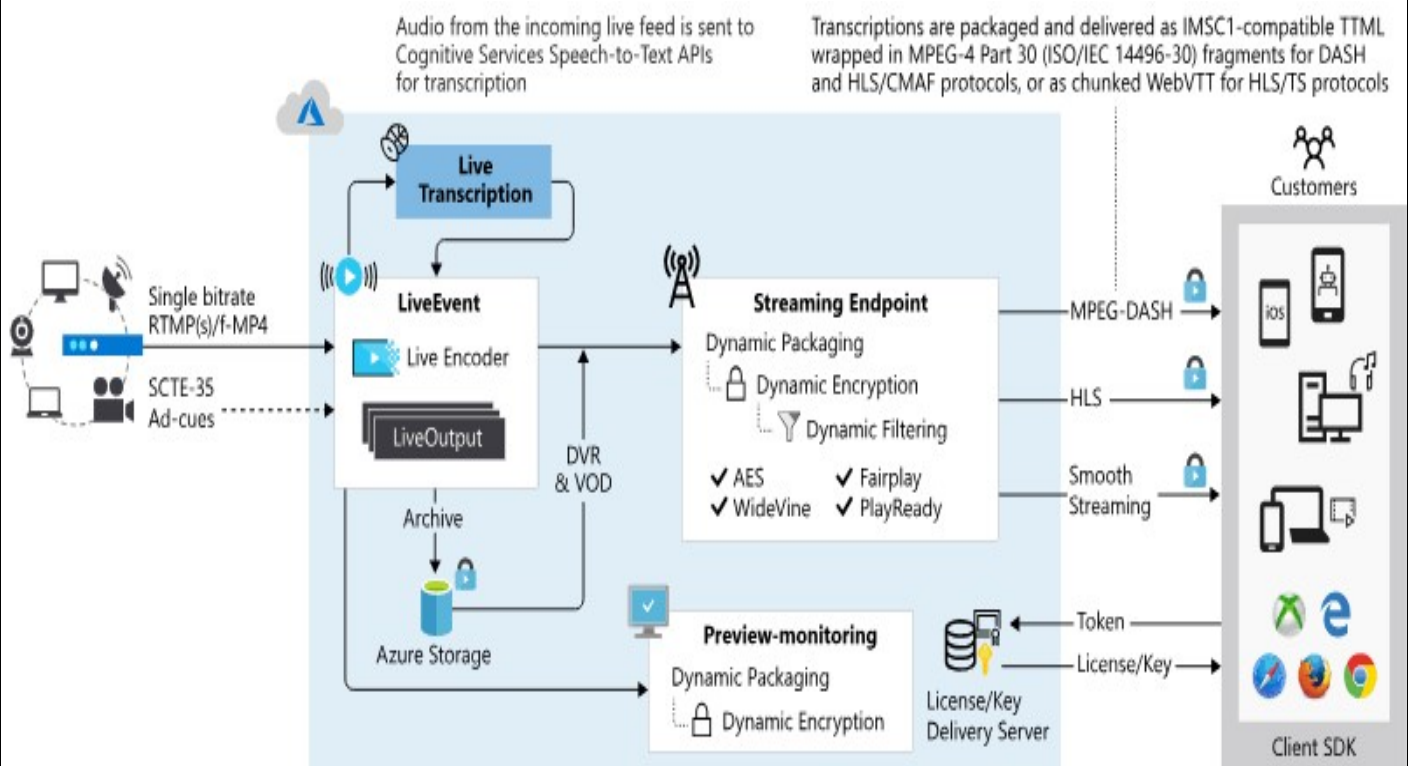 Audio from the incoming live feed is sent to
Cognitive Services Speech-to-Text APIs
for transcription
Transcriptions are packaged and delivered as IMSC1-compatible TTML
wrapped in MPEG-4 Part 30 (ISO/IEC 14496-30) fragments for DASH
and HLS/CMAF protocols, or as chunked WebVTT for HLS/TS protocols
Customers
Live
Transcription
Single bitrate
RTMP(s)/f-MP4
SCTE-35
Ad-cues
LiveEvent
Live Encoder
LiveOutput
Archive
Azure Storage
DVR
& VOD
Streaming Endpoint
Dynamic Packaging
Dynamic Encryption
Dynamic Filtering
✓ AES
✓ Fairplay
✓ WideVine
✓ PlayReady
MPEG-DASH
HLS
Smooth
Streaming
iOS
Preview-monitoring
Dynamic Packaging
Dynamic Encryption
License/Key
Delivery Server
Token
License/Key
Client SDK